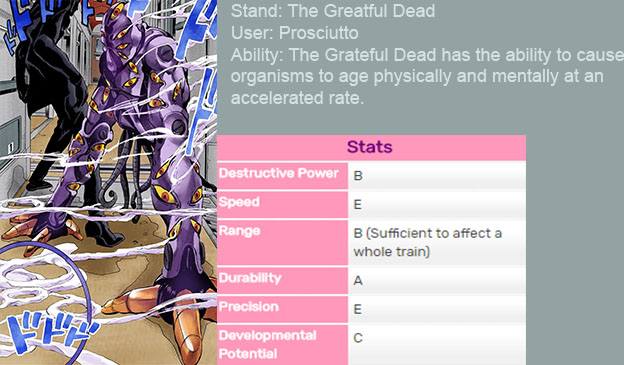 Stand: The Greatful Dead
User: Prosciutto
Ability: The Grateful Dead has the ability to cause
organisms to age physically and mentally at an
accelerated rate.
Stats
Destructive Power B
Speed E
Range B (Sufficient to affect a
whole train)
Durability A
Precision E
Developmental C
Potential
ドドド